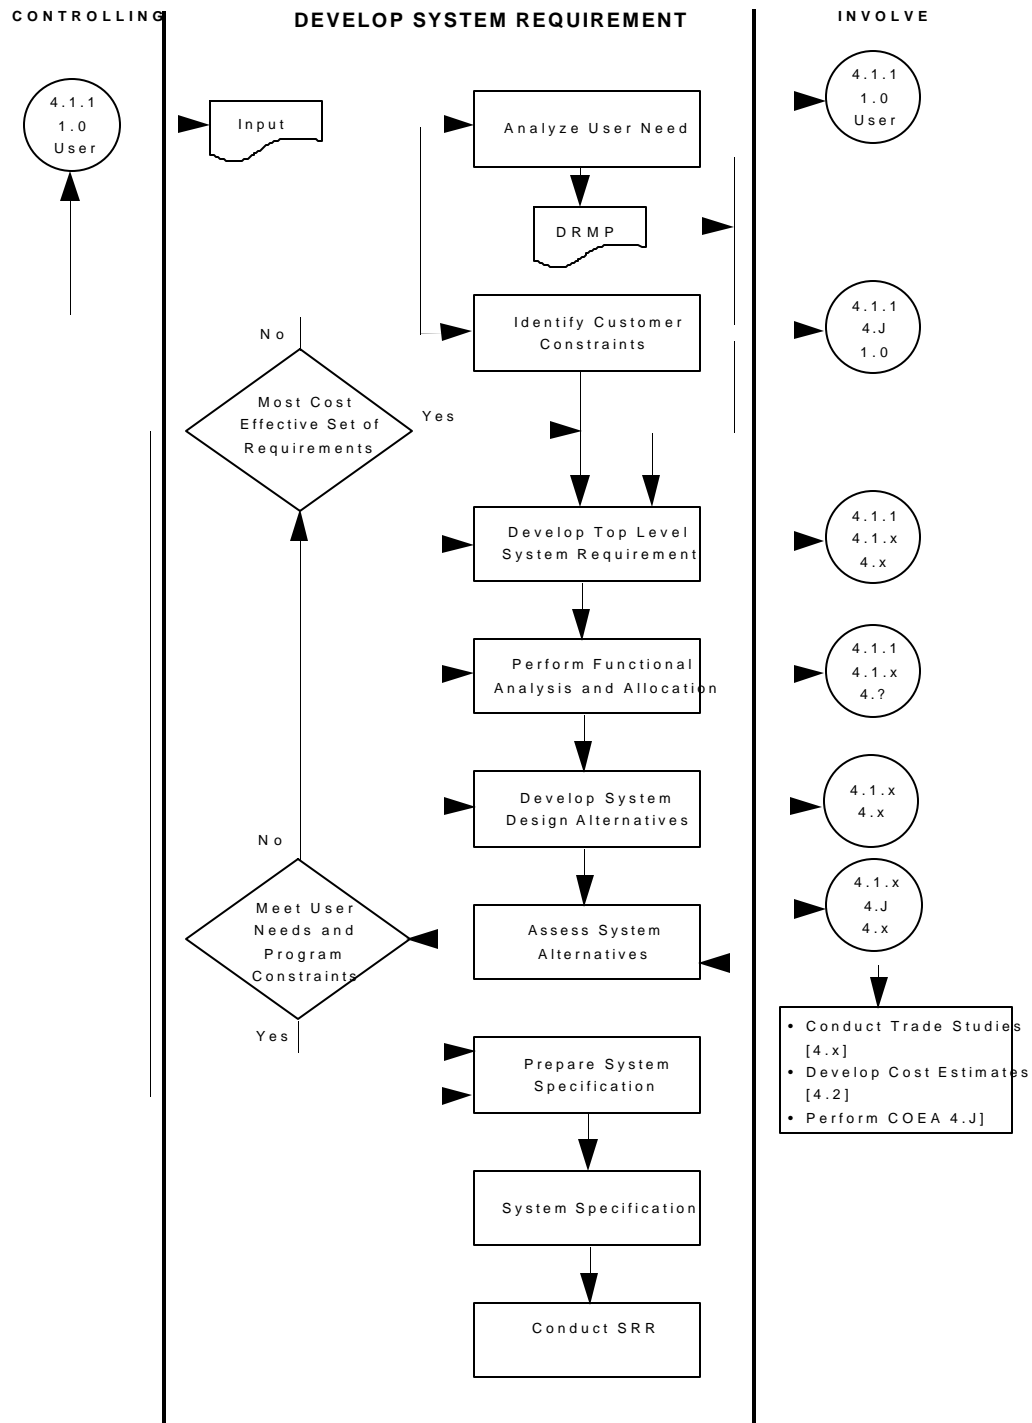 CONTROLLING
DEVELOP SYSTEM REQUIREMENT
INVOLVE
4.1.1
1.0
User
Input
Analyze User Need
4.1.1
1.0
User
DRMP
Identify Customer
Constraints
4.1.1
4.J
1.0
No
Most Cost
Effective Set of
Requirements
Yes
Develop Top Level
System Requirement
4.1.1
4.1.x
4.x
Perform Functional
Analysis and Allocation
4.1.1
4.1.x
4.?
Develop System
Design Alternatives
4.1.x
4.x
No
Meet User
Needs and
Program
Constraints
Yes
Assess System
Alternatives
4.1.x
4.J
4.x
• Conduct Trade Studies
[4.x]
• Develop Cost Estimates
[4.2]
• Perform COEA 4.J]
Prepare System
Specification
System Specification
Conduct SRR